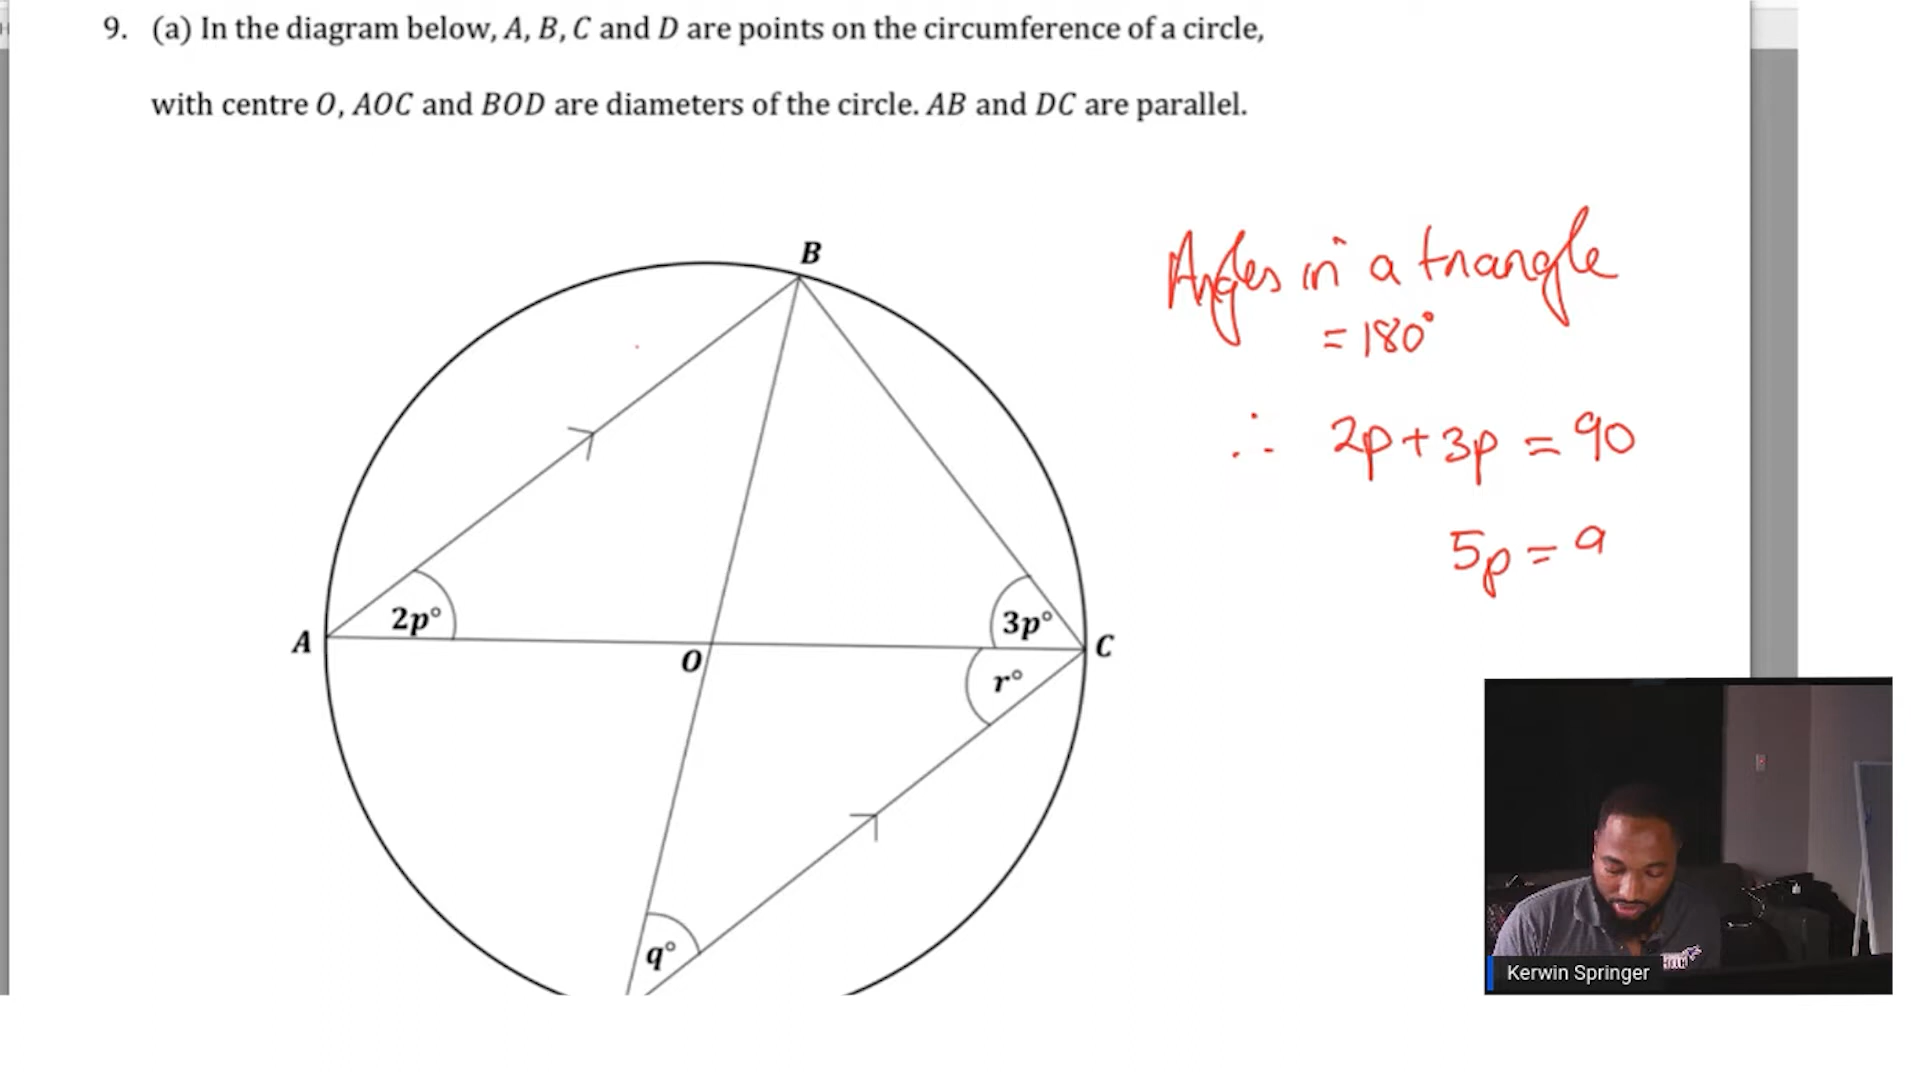 9. (a) In the diagram below, A, B, C and D are points on the circumference of a circle,
with centre O, AOC and BOD are diameters of the circle. AB and DC are parallel.
B
Angles in a triangle
= 180°
∴ 2p + 3p = 90
5p = 9
2p°
3p°
A
O
C
r°
q°
Kerwin Springer